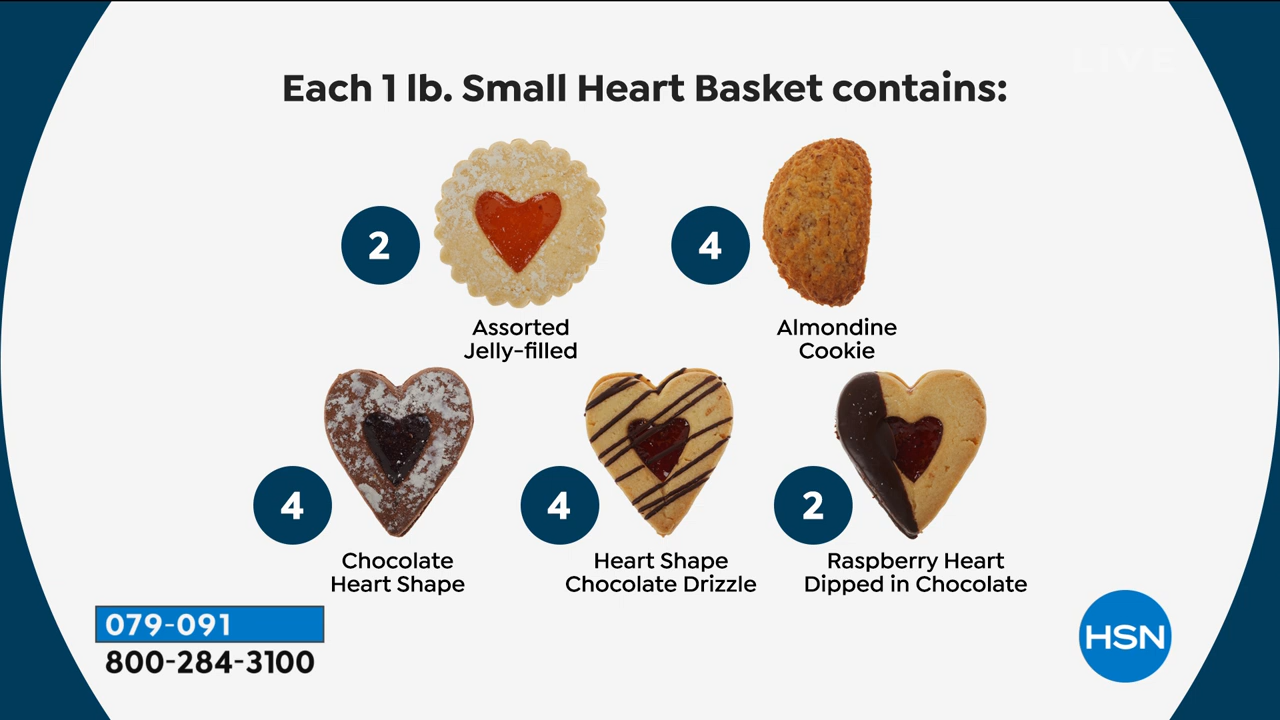 LIVE
Each 1 lb. Small Heart Basket contains:
2
4
Assorted
Jelly-filled
Almondine
Cookie
4
4
2
Chocolate
Heart Shape
Heart Shape
Chocolate Drizzle
Raspberry Heart
Dipped in Chocolate
079-091
800-284-3100
HSN